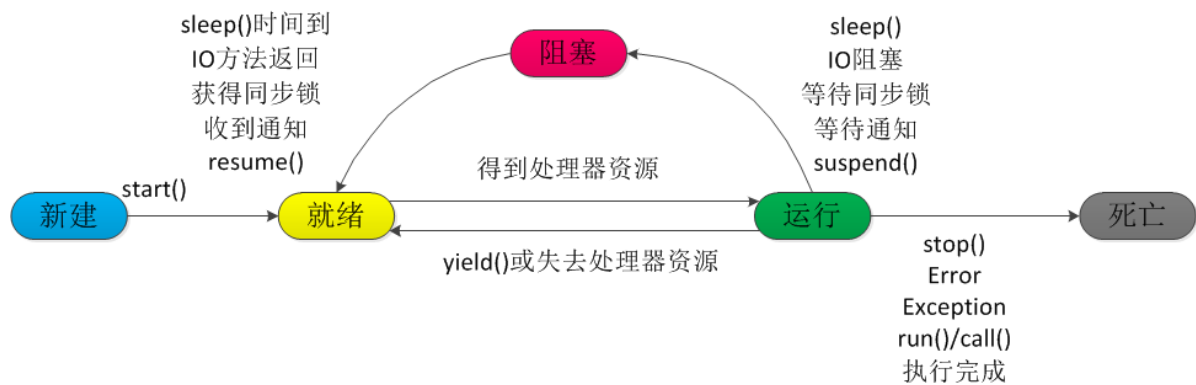 sleep()时间到
IO方法返回
获得同步锁
收到通知
resume()
阻塞
sleep()
IO阻塞
等待同步锁
等待通知
suspend()
新建
start()
就绪
得到处理器资源
yield()或失去处理器资源
运行
死亡
stop()
Error
Exception
run()/call()
执行完成